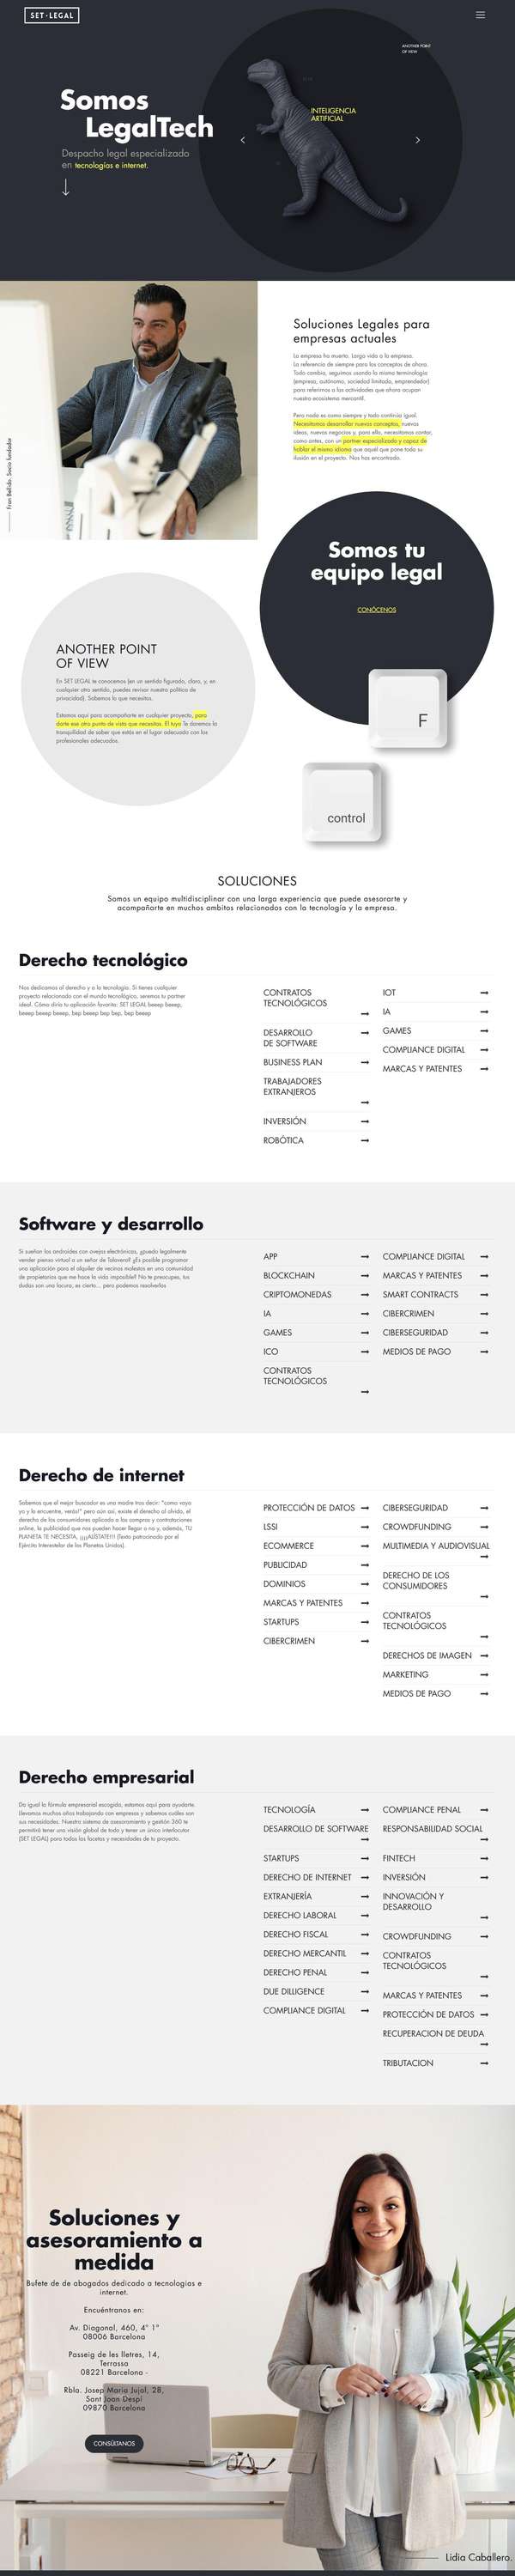 SET·LEGAL
ANOTHER POINT
OF VIEW
INTELIGENCIA
ARTIFICIAL
Somos
LegalTech
Despacho legal especializado
en tecnologías e internet.
Fran Bellido. Socio fundador
Soluciones Legales para
empresas actuales
La empresa ha muerto. Larga vida a la empresa.
La referencia de siempre para los conceptos de ahora.
Todo cambia, seguimos usando la misma terminología
(empresa, autónomo, sociedad limitada, emprendedor)
para referirnos a las actividades que ahora ocupan
nuestro ecosistema mercantil.
Pero nada es como siempre y todo continúa igual.
Necesitamos desarrollar nuevos conceptos, nuevas
ideas, nuevos negocios y, para ello, necesitamos contar,
como antes, con un partner especializado y capaz de
hablar el mismo idioma que aquél que pone toda su
ilusión en el proyecto. Nos has encontrado.
Somos tu
equipo legal
CONÓCENOS
ANOTHER POINT
OF VIEW
En SET LEGAL te conocemos (en un sentido figurado, claro, y, en
cualquier otro sentido, puedes revisar nuestra política de
privacidad). Sabemos lo que necesitas.
Estamos aquí para acompañarte en cualquier proyecto, para
darte ese otro punto de vista que necesitas. El tuyo Te daremos la
tranquilidad de saber que estás en el lugar adecuado con los
profesionales adecuados.
F
control
SOLUCIONES
Somos un equipo multidisciplinar con una larga experiencia que puede asesorarte y
acompañarte en muchos ambitos relacionados con la tecnología y la empresa.
Derecho tecnológico
Nos dedicamos al derecho y a la tecnología. Si tienes cualquier
proyecto relacionado con el mundo tecnológico, seremos tu partner
ideal. Cómo diría tu aplicación favorita: SET LEGAL beeep beeep,
beeep beeep beeep, bep beeep bep bep, bep beeep
CONTRATOS
TECNOLÓGICOS
DESARROLLO
DE SOFTWARE
BUSINESS PLAN
TRABAJADORES
EXTRANJEROS
INVERSIÓN
ROBÓTICA
IOT
IA
GAMES
COMPLIANCE DIGITAL
MARCAS Y PATENTES
Software y desarrollo
Si sueñan los androides con ovejas electrónicas, ¿puedo legalmente
vender pienso virtual a un señor de Talavera? ¿Es posible programar
una aplicación para el alquiler de vecinos molestos en una comunidad
de propietarios que me hace la vida imposible? No te preocupes, tus
dudas son una locura, es cierto... pero podemos resolverlas
APP
BLOCKCHAIN
CRIPTOMONEDAS
IA
GAMES
ICO
CONTRATOS
TECNOLÓGICOS
COMPLIANCE DIGITAL
MARCAS Y PATENTES
SMART CONTRACTS
CIBERCRIMEN
CIBERSEGURIDAD
MEDIOS DE PAGO
Derecho de internet
Sabemos que el mejor buscador es una madre tras decir: "como vaya
yo y lo encuentre, verás!" pero aún así, existe el derecho al olvido, el
derecho de los consumidores aplicado a las compras y contrataciones
online, la publicidad que nos pueden hacer llegar o no y, además, TU
PLANETA TE NECESITA, ¡¡¡¡ALÍSTATE!!! (Texto patrocinado por el
Ejército Interestelar de los Planetas Unidos).
PROTECCIÓN DE DATOS
LSSI
ECOMMERCE
PUBLICIDAD
DOMINIOS
MARCAS Y PATENTES
STARTUPS
CIBERCRIMEN
CIBERSEGURIDAD
CROWDFUNDING
MULTIMEDIA Y AUDIOVISUAL
DERECHO DE LOS
CONSUMIDORES
CONTRATOS
TECNOLÓGICOS
DERECHOS DE IMAGEN
MARKETING
MEDIOS DE PAGO
Derecho empresarial
Da igual la fórmula empresarial escogida, estamos aquí para ayudarte.
Llevamos muchos años trabajando con empresas y sabemos cuáles son
sus necesidades. Nuestro sistema de asesoramiento y gestión 360 te
permitirá tener una visión global de todo y tener un único interlocutor
(SET LEGAL) para todas las facetas y necesidades de tu proyecto.
TECNOLOGÍA
DESARROLLO DE SOFTWARE
STARTUPS
DERECHO DE INTERNET
EXTRANJERÍA
DERECHO LABORAL
DERECHO FISCAL
DERECHO MERCANTIL
DERECHO PENAL
DUE DILLIGENCE
COMPLIANCE DIGITAL
COMPLIANCE PENAL
RESPONSABILIDAD SOCIAL
FINTECH
INVERSIÓN
INNOVACIÓN Y
DESARROLLO
CROWDFUNDING
CONTRATOS
TECNOLÓGICOS
MARCAS Y PATENTES
PROTECCIÓN DE DATOS
RECUPERACION DE DEUDA
TRIBUTACION
Soluciones y
asesoramiento a
medida
Bufete de de abogados dedicado a tecnologias e
internet.
Encuéntranos en:
Av. Diagonal, 460, 4º 1ª
08006 Barcelona
Passeig de les lletres, 14,
Terrassa
08221 Barcelona -
Rbla. Josep Maria Jujol, 28,
Sant Joan Despí
09870 Barcelona
CONSÚLTANOS
Lidia Caballero.